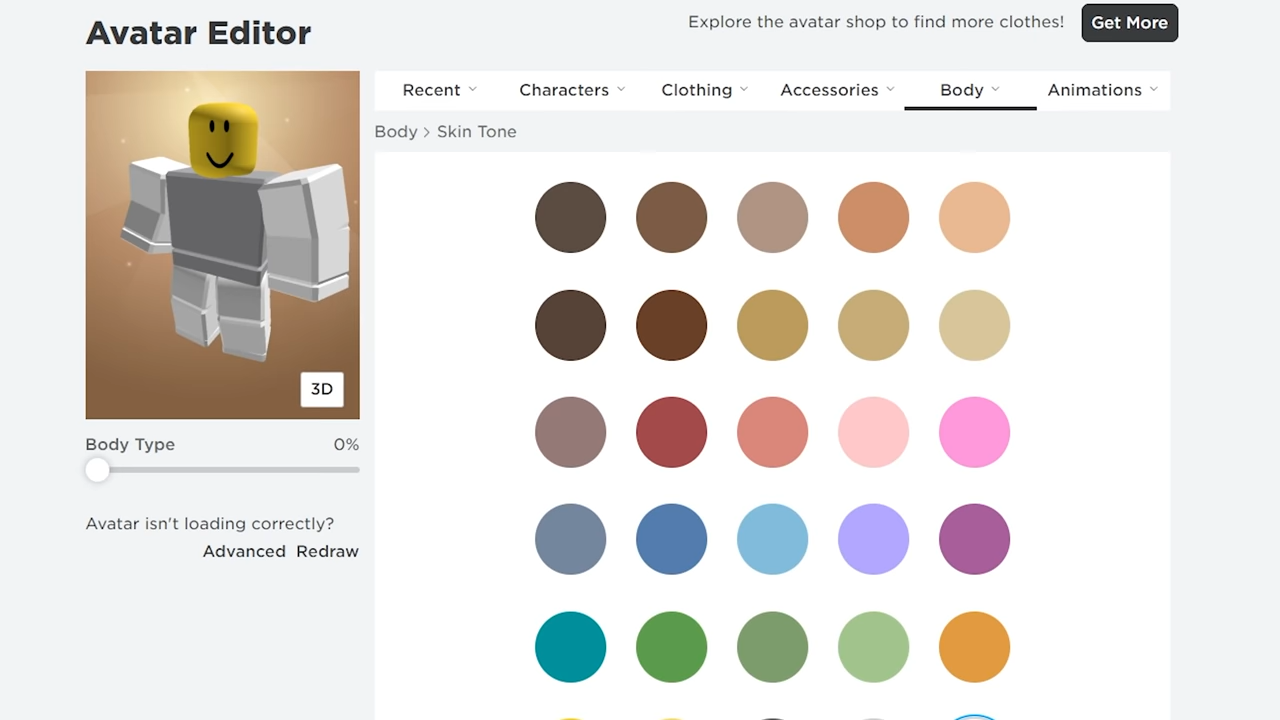 Avatar Editor
Explore the avatar shop to find more clothes!
Get More
Recent Characters Clothing Accessories Body Animations
Body > Skin Tone
3D
Body Type 0%
Avatar isn't loading correctly?
Advanced Redraw